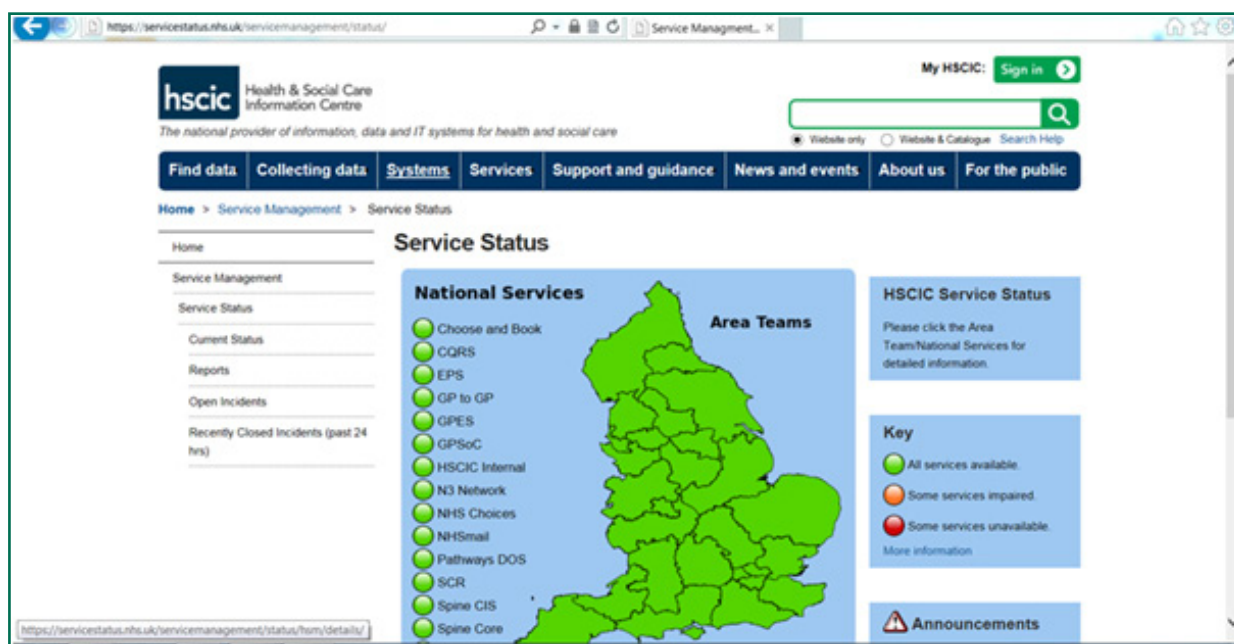 https://servicestatus.nhs.uk/servicemanagement/status/
Service Managment...
My HSCIC: Sign in
hscic Health & Social Care
Information Centre
The national provider of information, data and IT systems for health and social care
Website only Website & Catalogue Search Help
Find data Collecting data Systems Services Support and guidance News and events About us For the public
Home > Service Management > Service Status
Home
Service Management
Service Status
Current Status
Reports
Open Incidents
Recently Closed Incidents (past 24
hrs)
Service Status
National Services
Choose and Book
CQRS
EPS
GP to GP
GPES
GPSoC
HSCIC Internal
N3 Network
NHS Choices
NHSmail
Pathways DOS
SCR
Spine CIS
Spine Core
Area Teams
HSCIC Service Status
Please click the Area
Team/National Services for
detailed information.
Key
All services available.
Some services impaired.
Some services unavailable.
More information
Announcements
https://servicestatus.nhs.uk/servicemanagement/status/hsm/details/